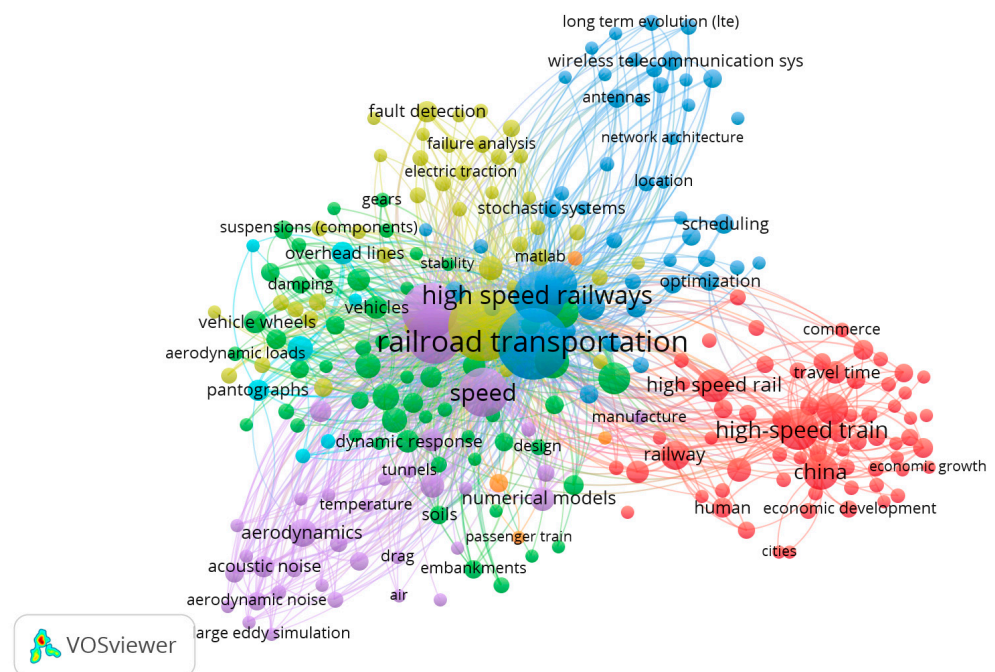 long term evolution (lte)
wireless telecommunication sys
antennas
fault detection
network architecture
failure analysis
electric traction
location
gears
stochastic systems
suspensions (components)
scheduling
overhead lines
matlab
stability
damping
optimization
high speed railways
vehicles
vehicle wheels
commerce
railroad transportation
aerodynamic loads
travel time
high speed rail
pantographs
speed
manufacture
high-speed train
dynamic response
design
railway
tunnels
china
economic growth
numerical models
temperature
human
economic development
soils
aerodynamics
passenger train
cities
drag
acoustic noise
embankments
air
aerodynamic noise
large eddy simulation
VOSviewer